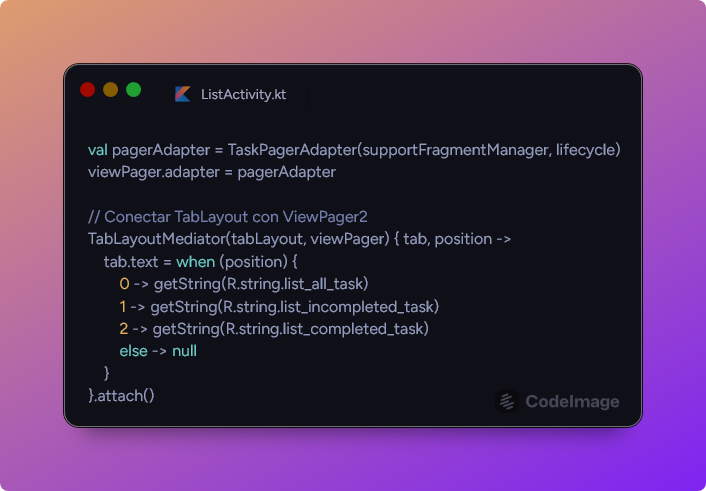 ListActivity.kt
val pagerAdapter = TaskPagerAdapter(supportFragmentManager, lifecycle)
viewPager.adapter = pagerAdapter
// Conectar TabLayout con ViewPager2
TabLayoutMediator(tabLayout, viewPager) { tab, position ->
tab.text = when (position) {
0 -> getString(R.string.list_all_task)
1 -> getString(R.string.list_incompleted_task)
2 -> getString(R.string.list_completed_task)
else -> null
}
}.attach()
CodeImage